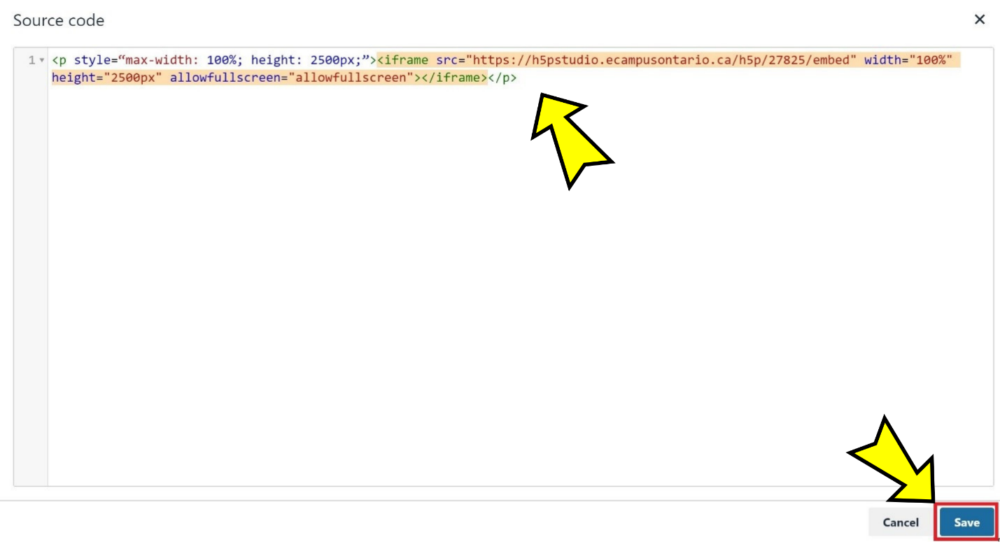 Source code ×
1 <p style=“max-width: 100%; height: 2500px;”><iframe src="https://h5pstudio.ecampusontario.ca/h5p/27825/embed" width="100%"
height="2500px" allowfullscreen="allowfullscreen"></iframe></p>
Cancel Save